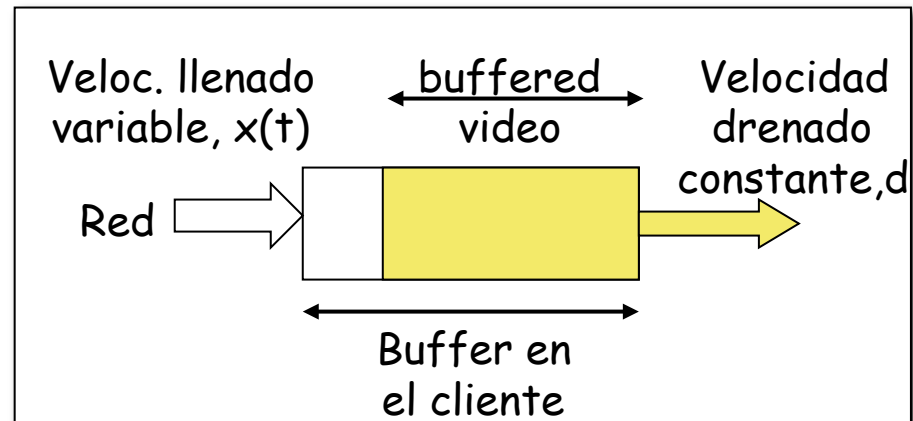 Veloc. llenado
variable, x(t)
buffered
video
Velocidad
drenado
constante,d
Red
Buffer en
el cliente